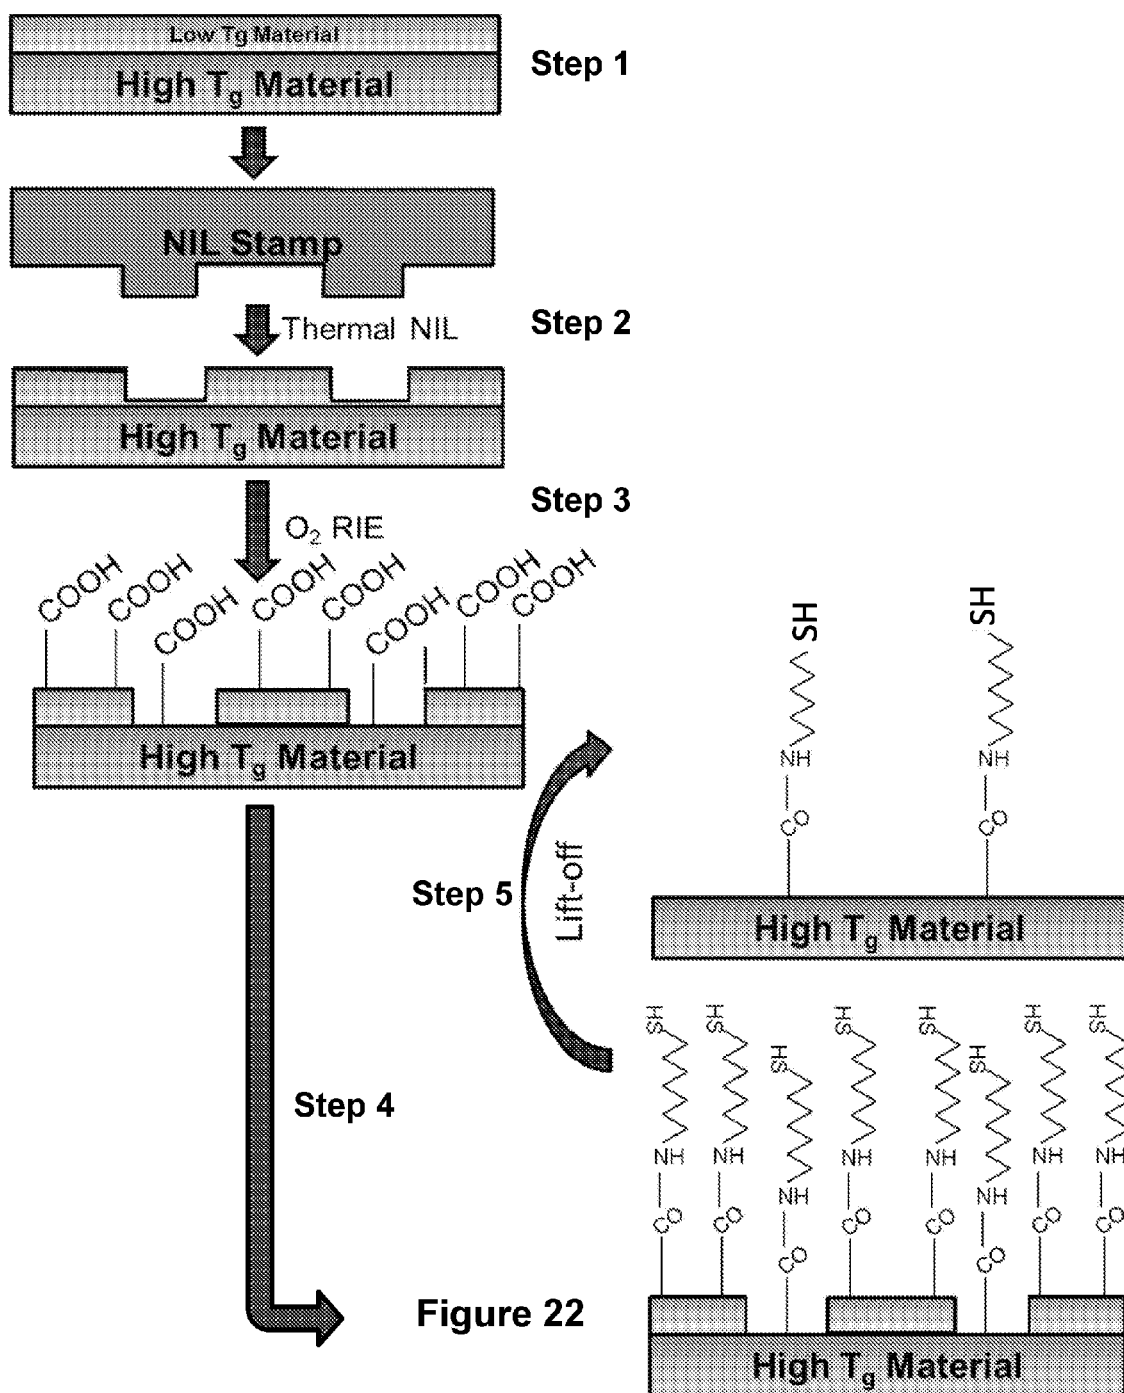 Low Tg Material
High Tg Material
Step 1
NIL Stamp
Thermal NIL
Step 2
High Tg Material
Step 3
O2 RIE
COOH
COOH
COOH
COOH
COOH
COOH
COOH
COOH
High Tg Material
SH
SH
NH
NH
CO
CO
High Tg Material
Step 5
Lift-off
Step 4
SH
SH
SH
SH
SH
SH
SH
SH
NH
NH
NH
NH
NH
NH
NH
NH
CO
CO
CO
CO
CO
CO
CO
CO
High Tg Material
Figure 22